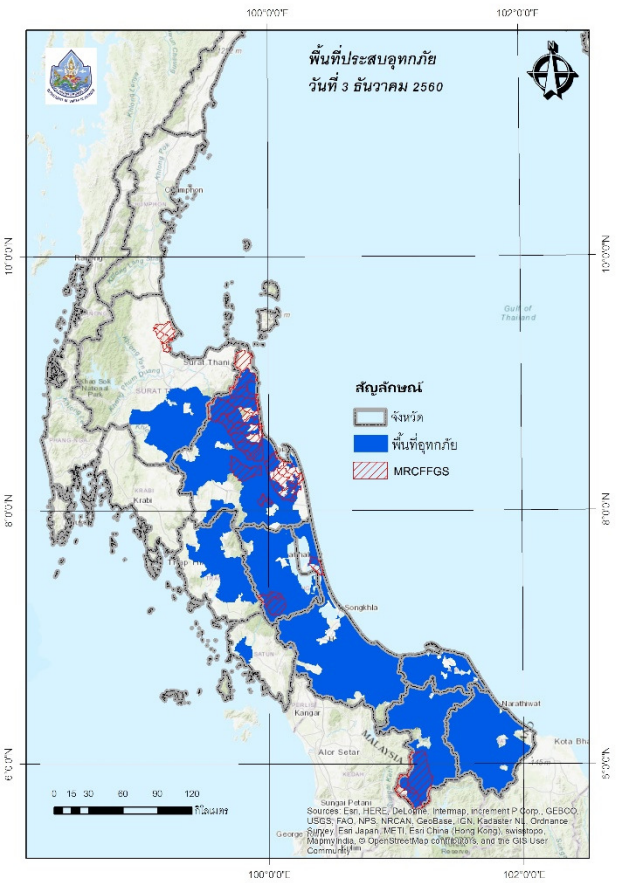 100°0'0"E 102°0'0"E
พื้นที่ประสบอุทกภัย
วันที่ 3 ธันวาคม 2560
N
10°0'0"N 10°0'0"N
Gulf of
Thailand
Surat Thani
Khao Sok
National
Park
สัญลักษณ์
จังหวัด
พื้นที่อุทกภัย
MRCFFGS
KRABI
Krabi
8°0'0"N 8°0'0"N
Songkhla
SATUN
Narathiwat
Kangar
Kota
MALAYSIA
Alor Setar
6°0'0"N 6°0'0"N
KEDAH
0 15 30 60 90 120
กิโลเมตร
Sungai Petani
George
Sources: Esri, HERE, DeLorme, Intermap, increment P Corp., GEBCO,
USGS, FAO, NPS, NRCAN, GeoBase, IGN, Kadaster NL, Ordnance
Survey, Esri Japan, METI, Esri China (Hong Kong), swisstopo,
MapmyIndia, © OpenStreetMap contributors, and the GIS User
Community
100°0'0"E 102°0'0"E